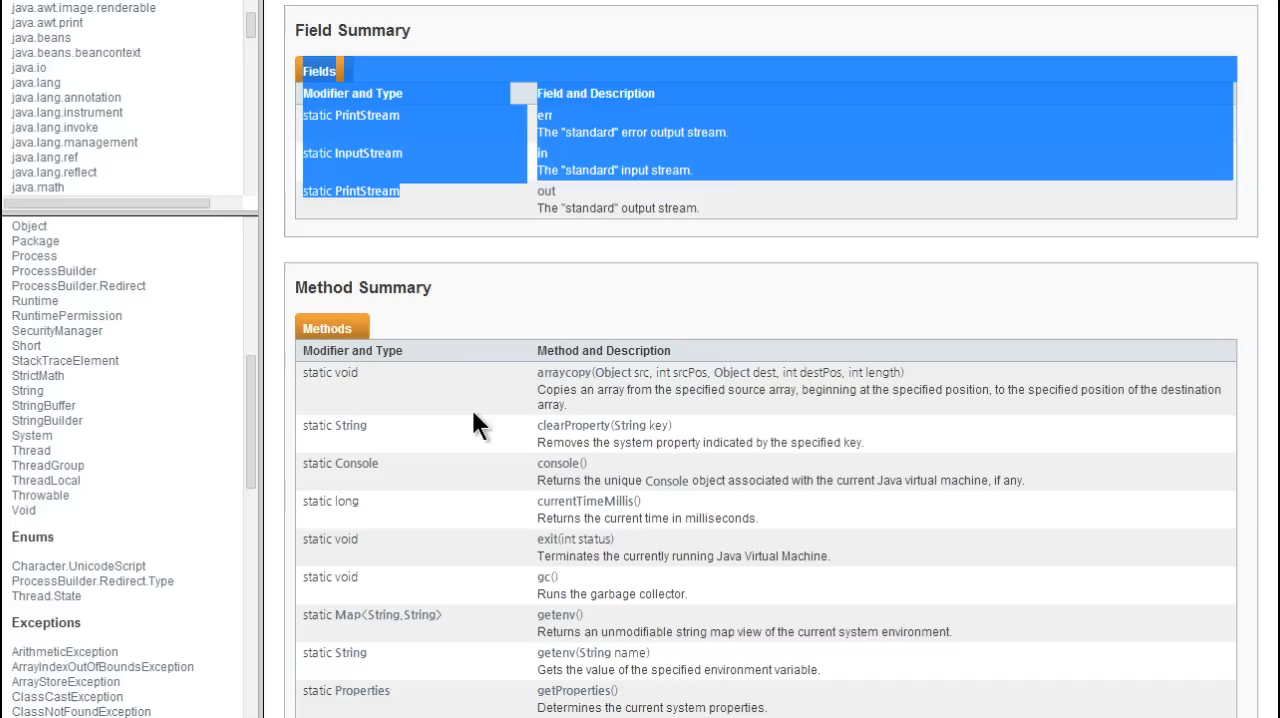 java.awt.image.renderable
java.awt.print
java.beans
java.beans.beancontext
java.io
java.lang
java.lang.annotation
java.lang.instrument
java.lang.invoke
java.lang.management
java.lang.ref
java.lang.reflect
java.math
Object
Package
Process
ProcessBuilder
ProcessBuilder.Redirect
Runtime
RuntimePermission
SecurityManager
Short
StackTraceElement
StrictMath
String
StringBuffer
StringBuilder
System
Thread
ThreadGroup
ThreadLocal
Throwable
Void
Enums
Character.UnicodeScript
ProcessBuilder.Redirect.Type
Thread.State
Exceptions
ArithmeticException
ArrayIndexOutOfBoundsException
ArrayStoreException
ClassCastException
ClassNotFoundException
Field Summary
Fields
Modifier and Type Field and Description
static PrintStream err
The "standard" error output stream.
static InputStream in
The "standard" input stream.
static PrintStream out
The "standard" output stream.
Method Summary
Methods
Modifier and Type Method and Description
static void arraycopy(Object src, int srcPos, Object dest, int destPos, int length)
Copies an array from the specified source array, beginning at the specified position, to the specified position of the destination
array.
static String clearProperty(String key)
Removes the system property indicated by the specified key.
static Console console()
Returns the unique Console object associated with the current Java virtual machine, if any.
static long currentTimeMillis()
Returns the current time in milliseconds.
static void exit(int status)
Terminates the currently running Java Virtual Machine.
static void gc()
Runs the garbage collector.
static Map<String,String> getenv()
Returns an unmodifiable string map view of the current system environment.
static String getenv(String name)
Gets the value of the specified environment variable.
static Properties getProperties()
Determines the current system properties.